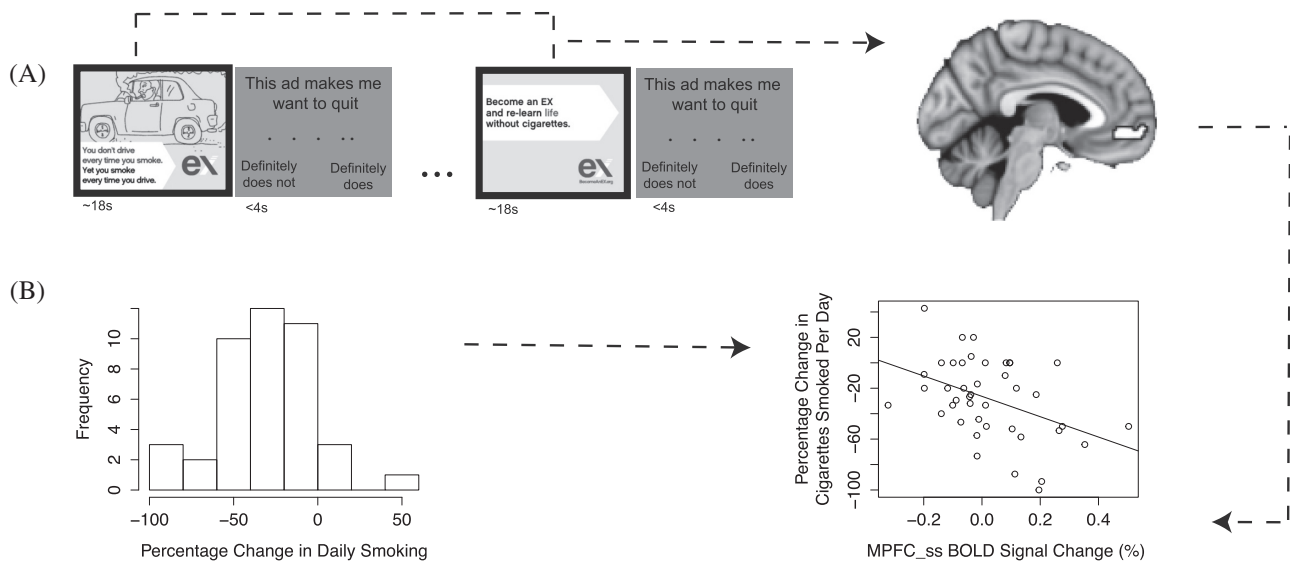 (A)
You don't drive
every time you smoke.
Yet you smoke
every time you drive.
ex
~18s
This ad makes me
want to quit
. . . . .
Definitely
does not
Definitely
does
<4s
...
Become an EX
and re-learn life
without cigarettes.
ex
BecomeAnEX.org
~18s
This ad makes me
want to quit
. . . . .
Definitely
does not
Definitely
does
<4s
(B)
Frequency
0 2 4 6 8 10
−100 −50 0 50
Percentage Change in Daily Smoking
Percentage Change in
Cigarettes Smoked Per Day
−100 −60 −20 20
−0.2 0.0 0.2 0.4
MPFC_ss BOLD Signal Change (%)